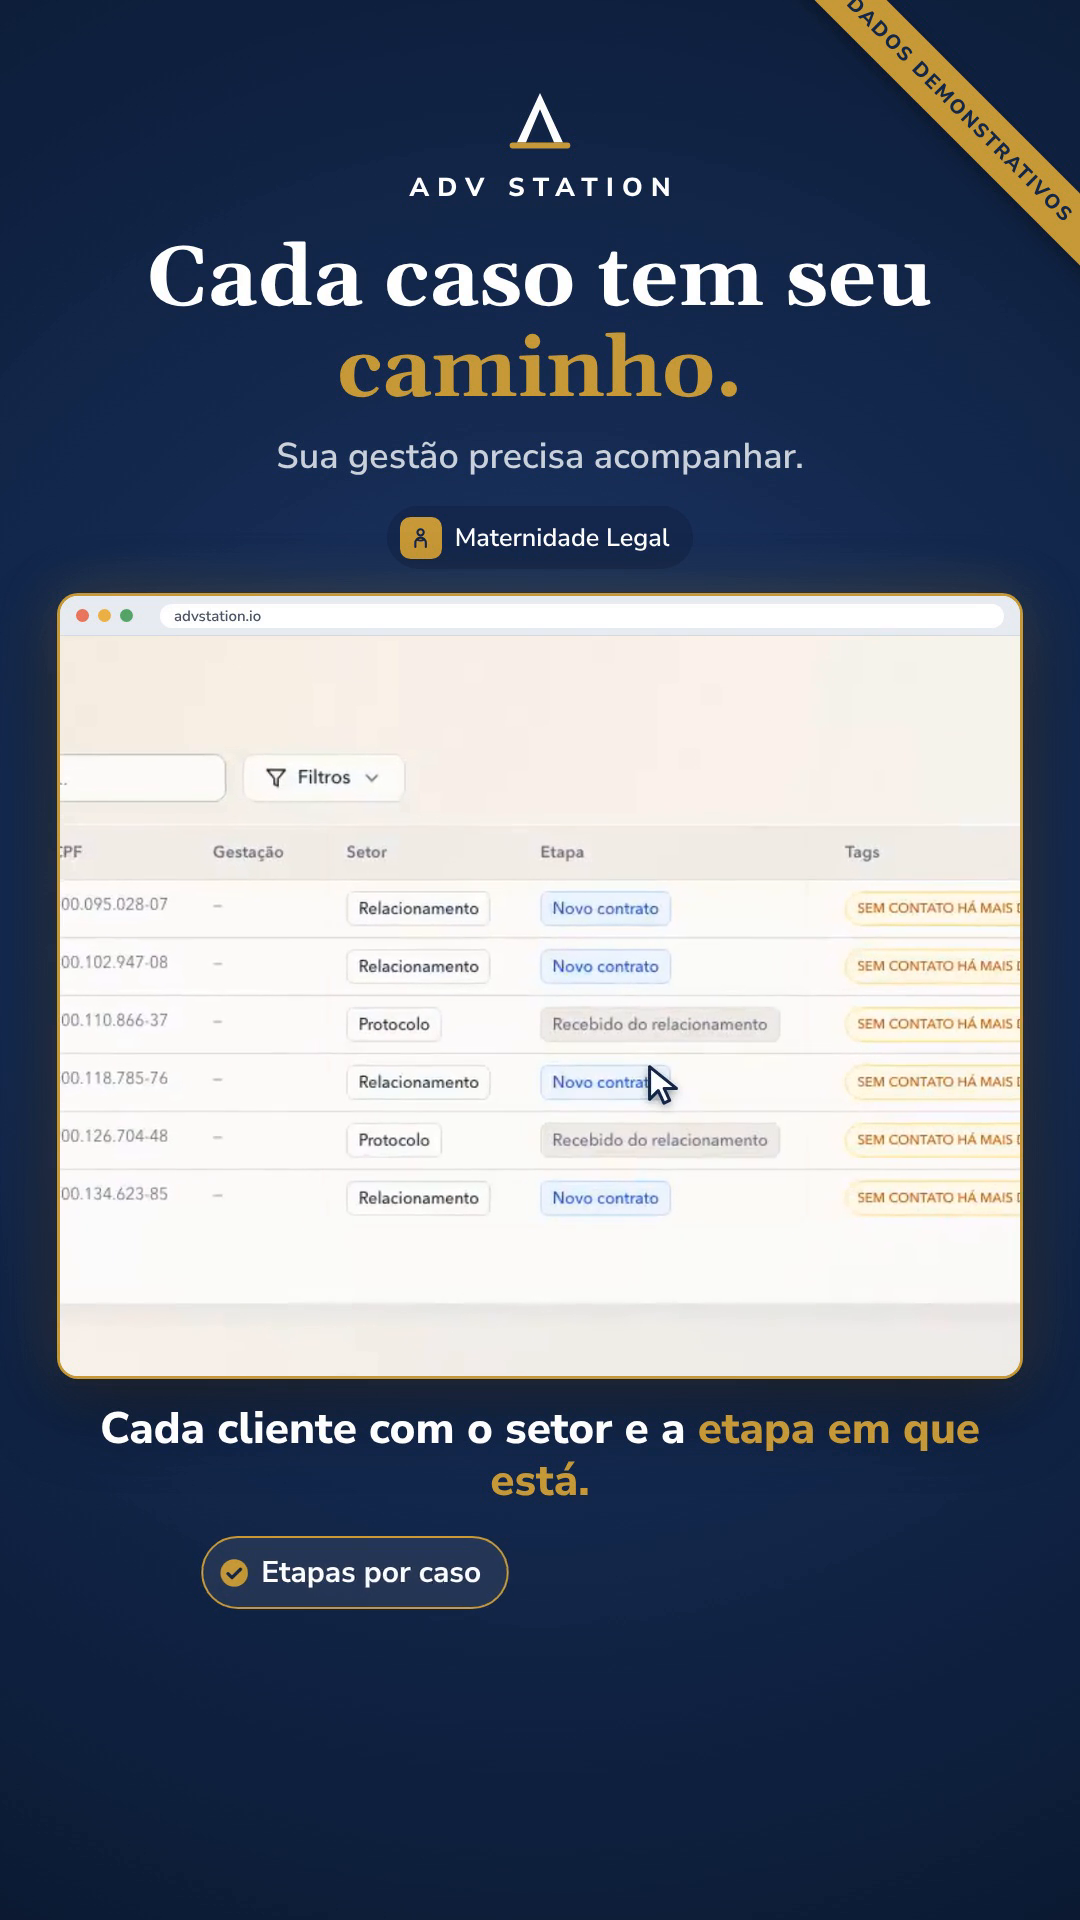 DADOS DEMONSTRATIVOS
ADV STATION
Cada caso tem seu
caminho.
Sua gestão precisa acompanhar.
Maternidade Legal
advstation.io
Filtros
CPF Gestação Setor Etapa Tags
00.095.028-07 – Relacionamento Novo contrato SEM CONTATO HÁ MAIS
00.102.947-08 – Relacionamento Novo contrato SEM CONTATO HÁ MAIS
00.110.866-37 – Protocolo Recebido do relacionamento SEM CONTATO HÁ MAIS
00.118.785-76 – Relacionamento Novo contrat SEM CONTATO HÁ MAIS
00.126.704-48 – Protocolo Recebido do relacionamento SEM CONTATO HÁ MAIS
00.134.623-85 – Relacionamento Novo contrato SEM CONTATO HÁ MAIS
Cada cliente com o setor e a etapa em que
está.
Etapas por caso